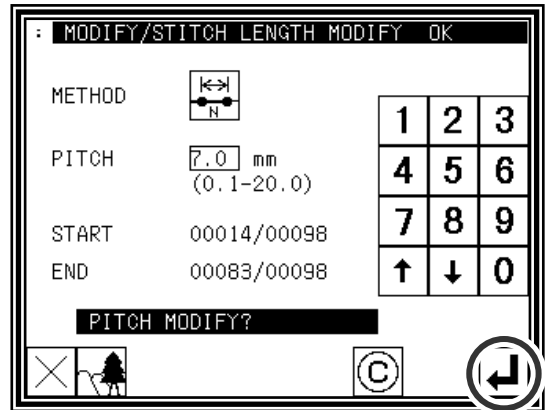 : MODIFY/STITCH LENGTH MODIFY OK
METHOD
N
PITCH 7.0 mm
(0.1-20.0)
START 00014/00098
END 00083/00098
1 2 3
4 5 6
7 8 9
↑ ↓ 0
PITCH MODIFY?
C